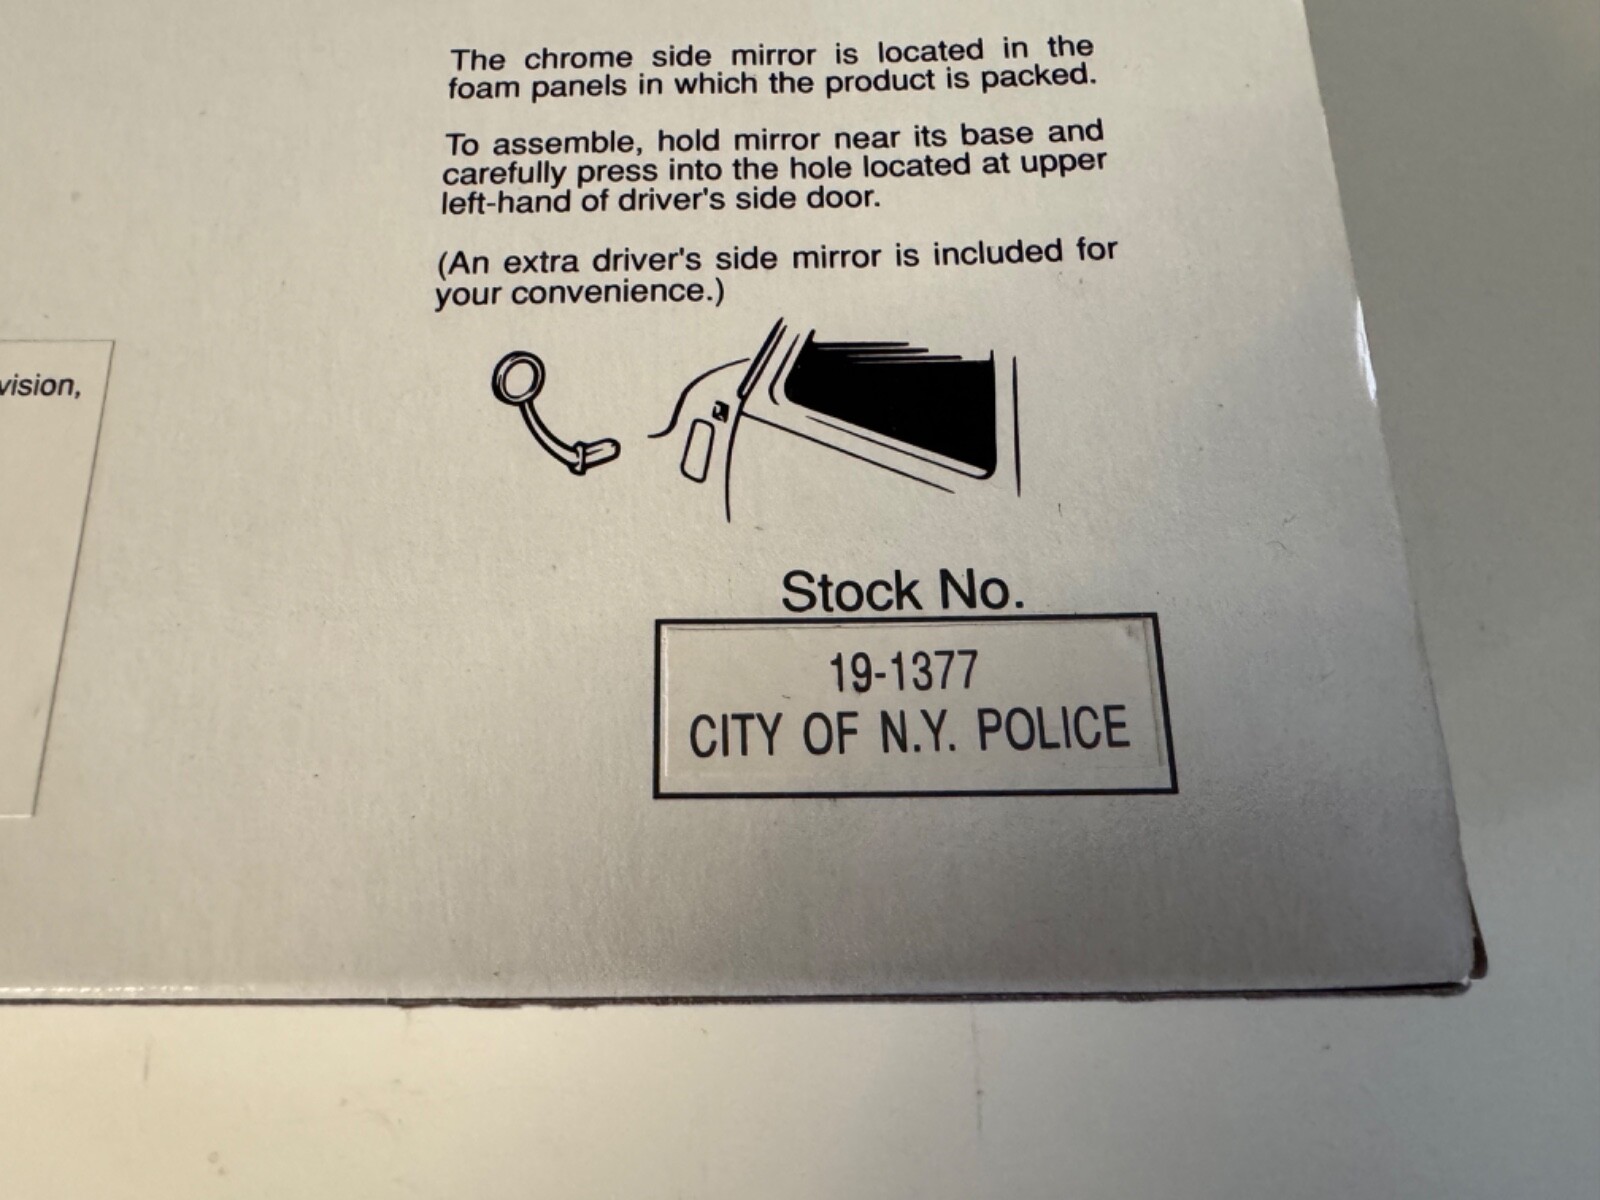 The chrome side mirror is located in the
foam panels in which the product is packed.
To assemble, hold mirror near its base and
carefully press into the hole located at upper
left-hand of driver's side door.
(An extra driver's side mirror is included for
your convenience.)
vision,
Stock No.
19-1377
CITY OF N.Y. POLICE